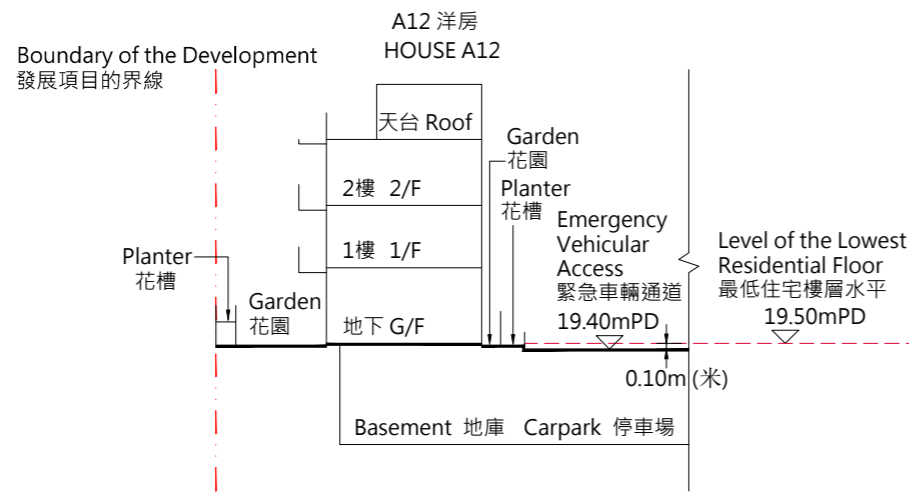 A12 洋房
HOUSE A12
Boundary of the Development
發展項目的界線
天台 Roof
Garden
花園
2樓 2/F
Planter
花槽
Emergency
Vehicular
Access
緊急車輛通道
19.40mPD
Level of the Lowest
Residential Floor
最低住宅樓層水平
19.50mPD
1樓 1/F
Planter
花槽
Garden
花園
地下 G/F
0.10m (米)
Basement 地庫 Carpark 停車場